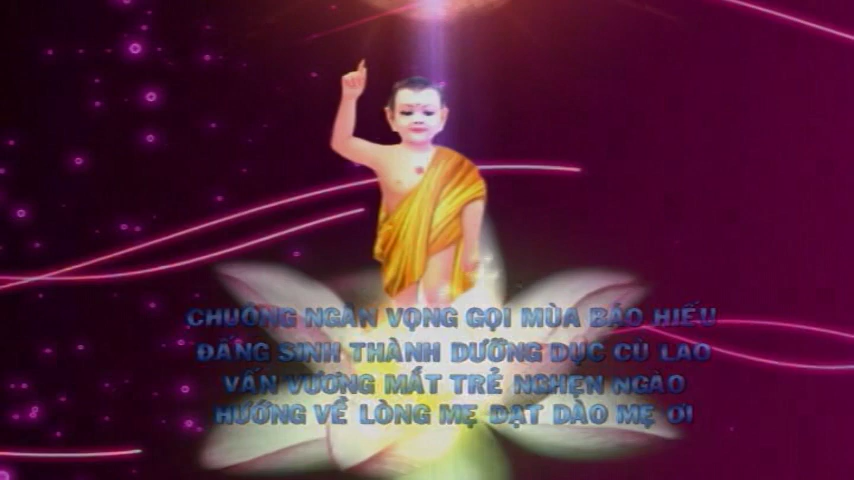 CHUÔNG NGÂN VỌNG GỌI MÙA BÁO HIẾU
ĐẤNG SINH THÀNH DƯỠNG DỤC CÙ LAO
VẤN VƯƠNG MẮT TRẺ NGHẸN NGÀO
HƯỚNG VỀ LÒNG MẸ DẠT DÀO MẸ ƠI